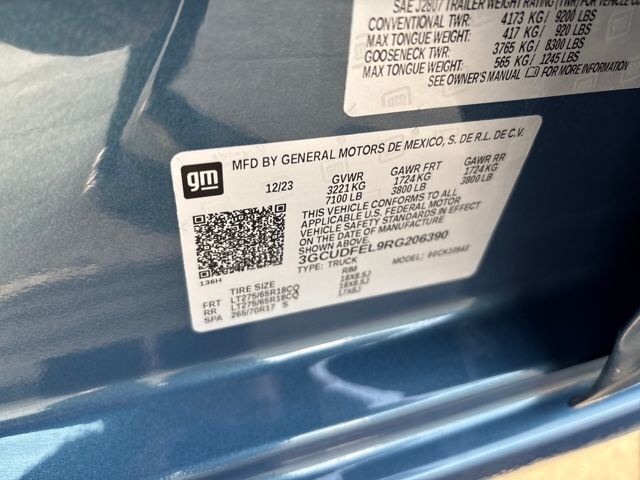 SAE J2807 TRAILER WEIGHT RATING (TWR) FOR VEHICLE
CONVENTIONAL TWR: 4173 KG / 9200 LBS
MAX TONGUE WEIGHT: 417 KG / 920 LBS
GOOSENECK TWR: 3765 KG / 8300 LBS
MAX TONGUE WEIGHT: 565 KG / 1245 LBS
SEE OWNER'S MANUAL FOR MORE INFORMATION
gm
MFD BY GENERAL MOTORS DE MEXICO, S. DE R.L. DE C.V.
12/23 GVWR GAWR FRT GAWR RR
3221 KG 1724 KG 1724 KG
7100 LB 3800 LB 3800 LB
THIS VEHICLE CONFORMS TO ALL
APPLICABLE U.S. FEDERAL MOTOR
VEHICLE SAFETY STANDARDS IN EFFECT
ON THE DATE OF MANUFACTURE SHOWN ABOVE
3GCUDFEL9RG206390
136H
TYPE: TRUCK MODEL:
TIRE SIZE RIM
FRT LT275/65R18CQ 18X8.5J
RR LT275/65R18CQ 18X8.5J
SPA 265/70R17 S 17X8J